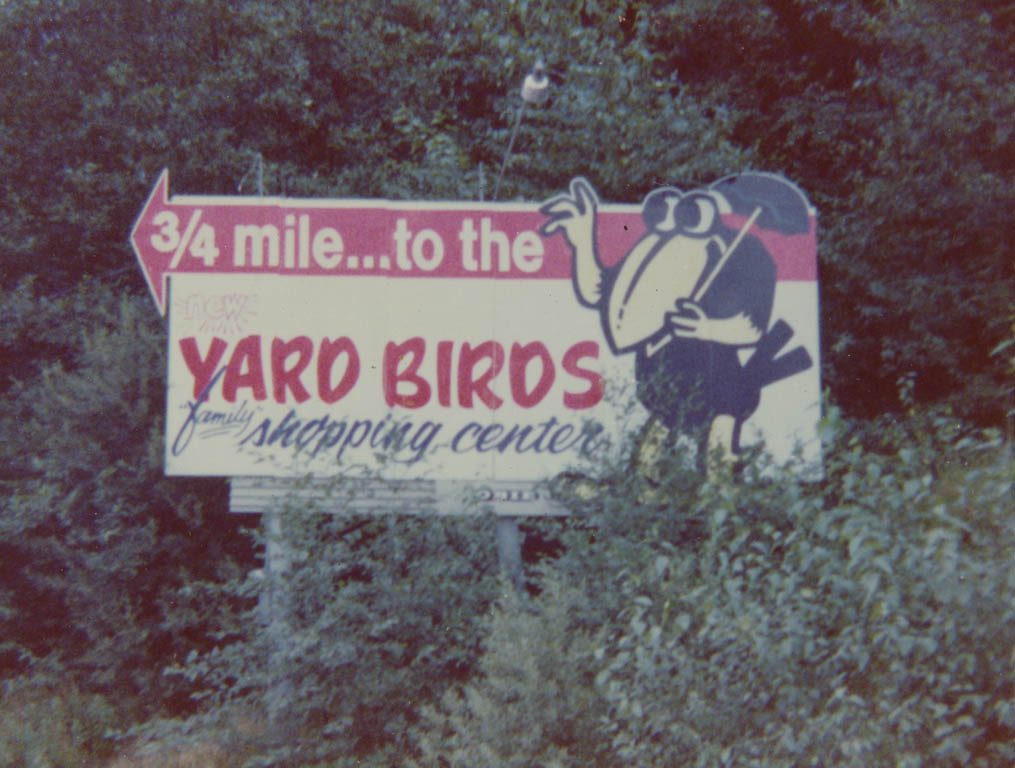 3/4 mile...to the
new
YARD BIRDS
"family" shopping center